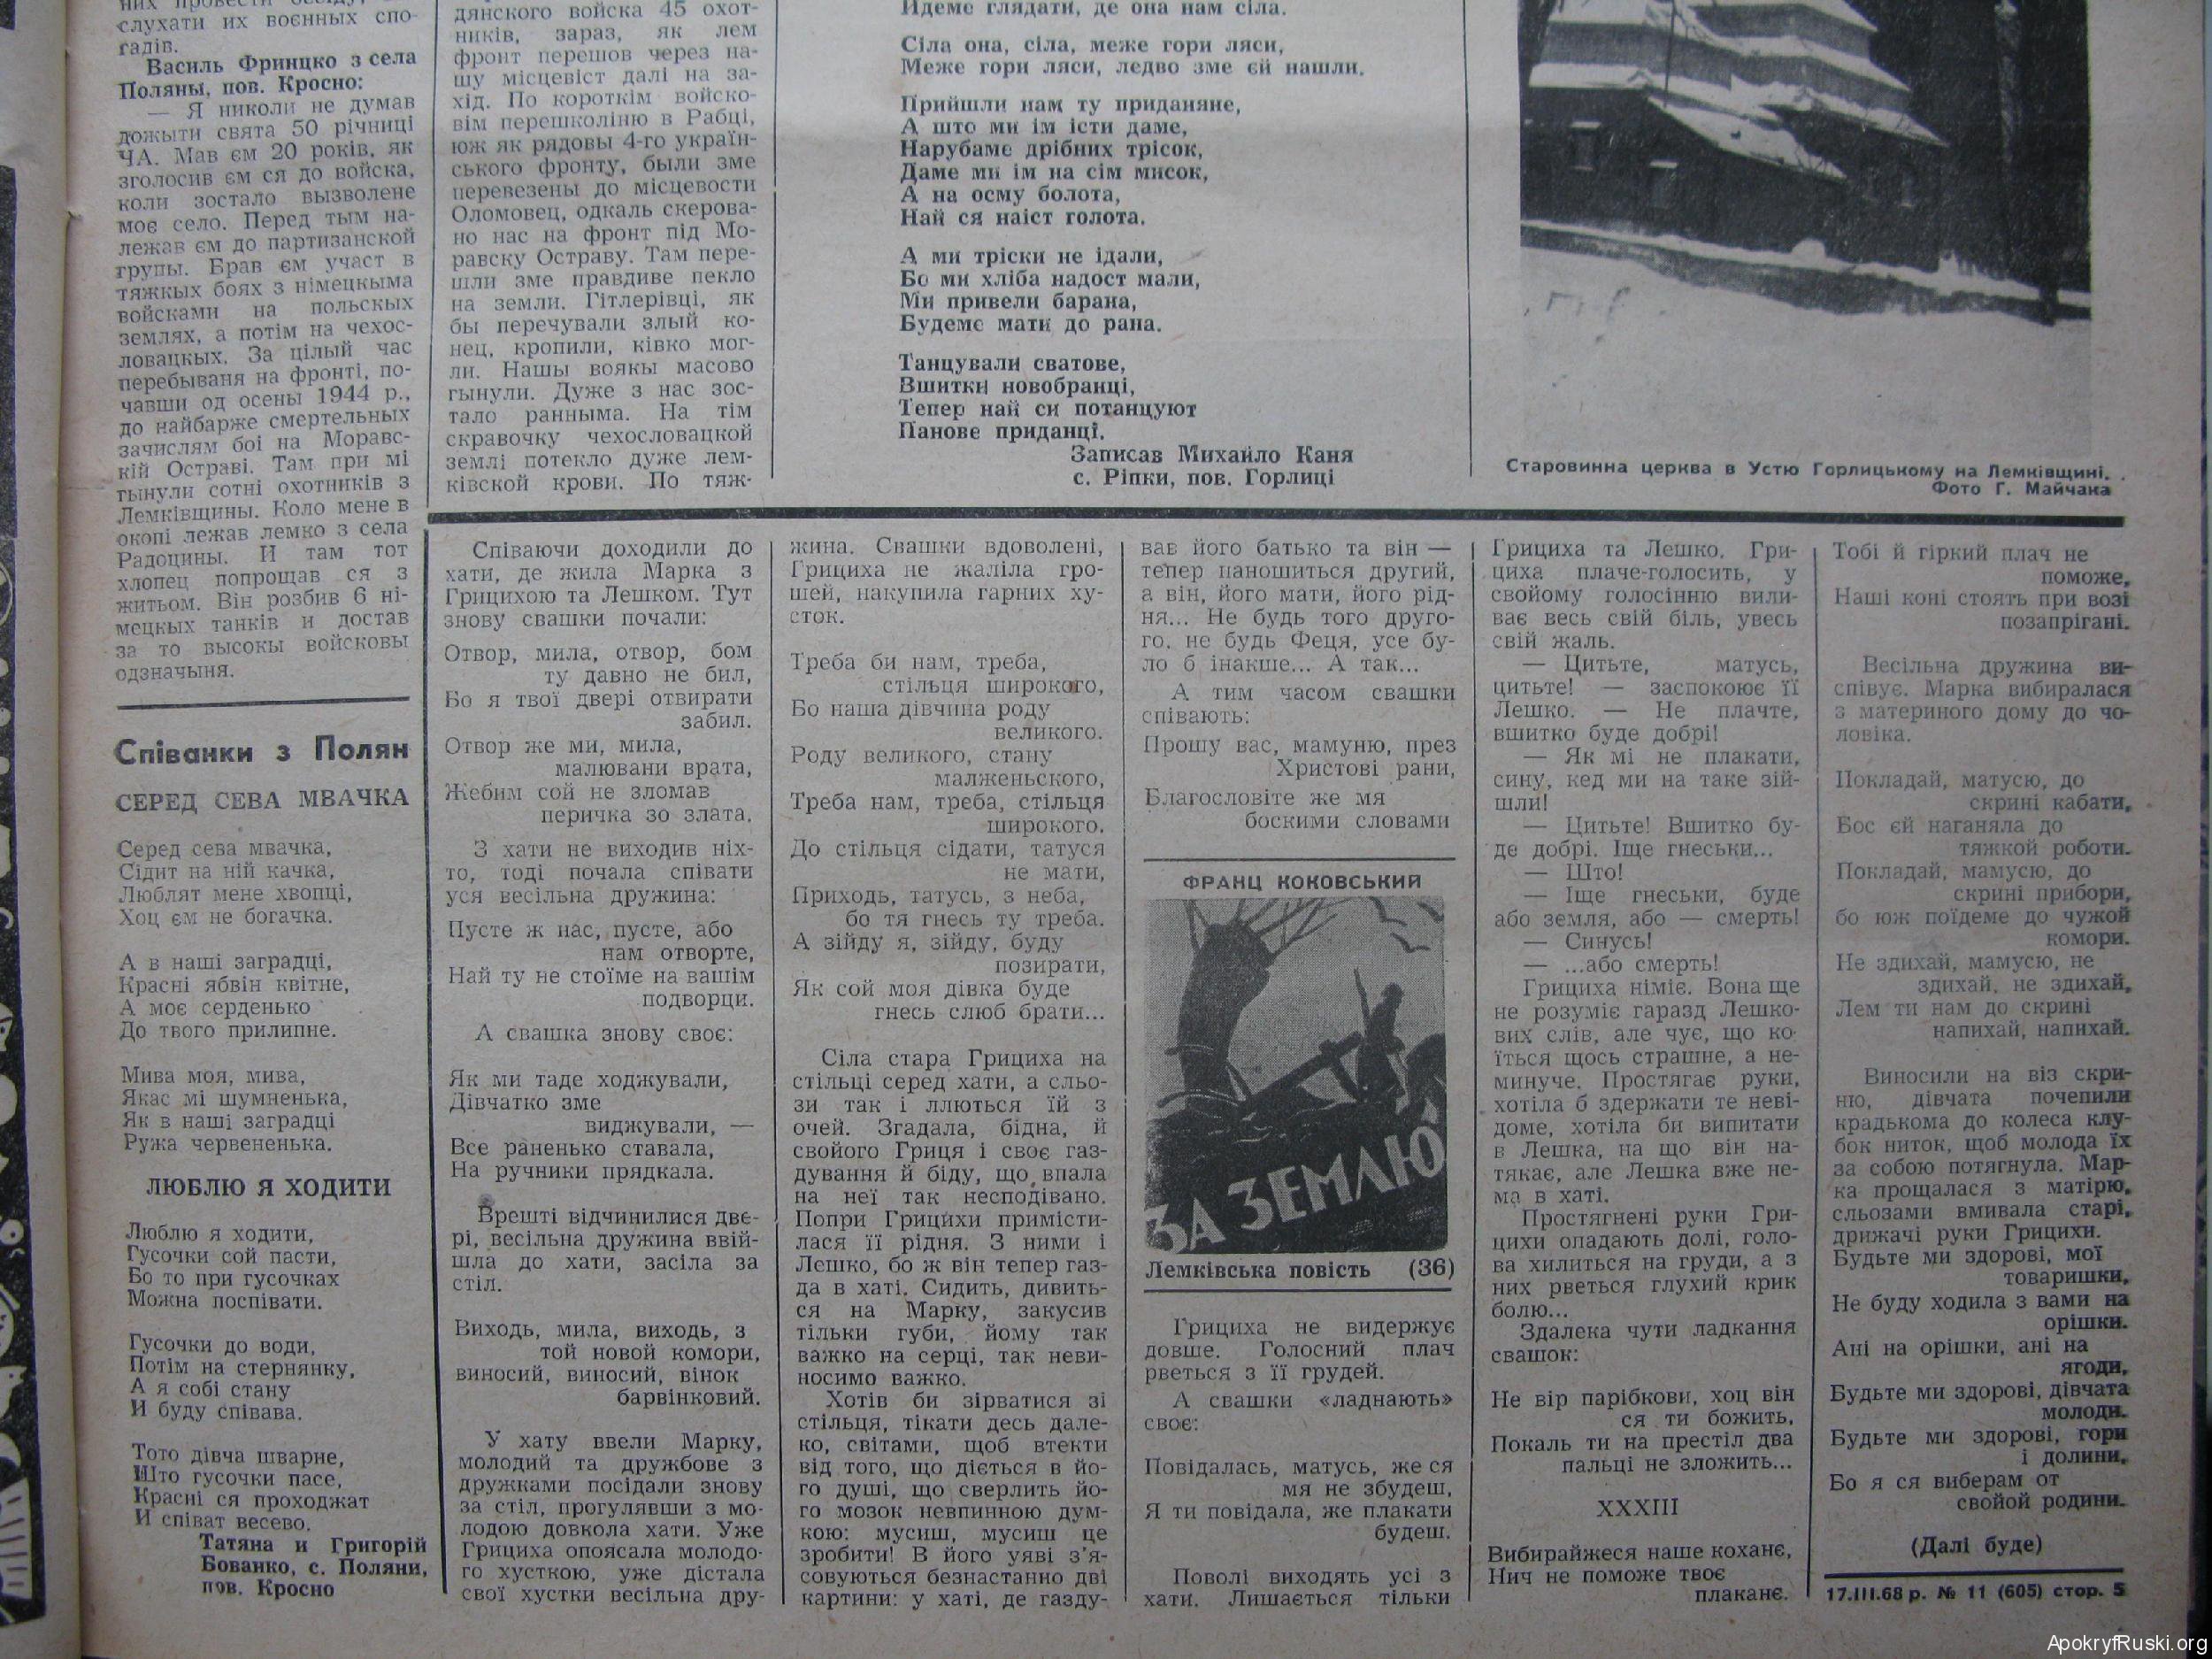 слухати их воєнных спо-
гадів.
Василь Фринцко з села
Поляны, пов. Кросно:
— Я николи не думав
дожыти свята 50 річниці
ЧА. Мав єм 20 років, як
зголосив єм ся до войска,
коли зостало вызволене
моє село. Перед тым на-
лежав єм до партизанской
групы. Брав єм участ в
тяжкых боях з німецкыма
войсками на польскых
землях, а потім на чехос-
ловацкых. За цілый час
перебываня на фронті, по-
чавши од осены 1944 р.,
до найбарже смертельных
зачислям боі на Моравс-
кій Остраві. Там при мі
гынули сотні охотників з
Лемківщины. Коло мене в
окопі лежав лемко з села
Радоцины. И там тот
хлопец попрощав ся з
житьом. Він розбив 6 ні-
мецкых танків и достав
за то высокы войсковы
одзначыня.
Співанки з Полян
СЕРЕД СЕВА МВАЧКА
Серед сева мвачка,
Сідит на ній качка,
Люблят мене хвопці,
Хоц єм не богачка.
А в наші заградці,
Красні ябвін квітне,
А моє серденько
До твого прилипне.
Мива моя, мива,
Якас мі шумненька,
Як в наші заградці
Ружа червененька.
ЛЮБЛЮ Я ХОДИТИ
Люблю я ходити,
Гусочки сой пасти,
Бо то при гусочках
Можна поспівати.
Гусочки до води,
Потім на стернянку,
А я собі стану
И буду співава.
Тото дівча шварне,
Што гусочки пасе,
Красні ся проходжат
И співат весево.
Татяна и Григорій
Бованко, с. Поляни,
пов. Кросно
дянского войска 45 охот-
ників, зараз, як лем
фронт перешов через на-
шу місцевіст далі на за-
хід. По короткім войско-
вім перешколіню в Рабці,
юж як рядовы 4-го україн-
ського фронту, были зме
перевезены до місцевости
Оломовец, одкаль скерова-
но нас на фронт під Мо-
равску Остраву. Там пере-
шли зме правдиве пекло
на земли. Гітлерівці, як
бы перечували злый ко-
нец, кропили, ківко мог-
ли. Нашы воякы масово
гынули. Дуже з нас зос-
тало ранныма. На тім
скравочку чехословацкой
землі потекло дуже лем-
ківской крови. По тяж-
Идеме глядати, де она нам сіла.
Сіла она, сіла, меже гори ляси,
Меже гори ляси, ледво зме єй нашли.
Прийшли нам ту приданяне,
А што ми ім істи даме,
Нарубаме дрібних трісок,
Даме ми ім на сім мисок,
А на осму болота,
Най ся наіст голота.
А ми тріски не ідали,
Бо ми хліба надост мали,
Ми привели барана,
Будеме мати до рана.
Танцували сватове,
Вшитки новобранці,
Тепер най си потанцуют
Панове приданці.
Записав Михайло Каня
с. Ріпки, пов. Горлиці
Старовинна церква в Устю Горлицькому на Лемківщині.
Фото Г. Майчака
Співаючи доходили до
хати, де жила Марка з
Грицихою та Лешком. Тут
знову свашки почали:
Отвор, мила, отвор, бом
ту давно не бил,
Бо я твої двері отвирати
забил.
Отвор же ми, мила,
малювани врата,
Жебим сой не зломав
перичка зо злата.
З хати не виходив ніх-
то, тоді почала співати
уся весільна дружина:
Пусте ж нас, пусте, або
нам отворте,
Най ту не стоїме на вашім
подворци.
А свашка знову своє:
Як ми таде ходжували,
Дівчатко зме
виджували, —
Все раненько ставала,
На ручники прядкала.
Врешті відчинилися две-
рі, весільна дружина ввій-
шла до хати, засіла за
стіл.
Виходь, мила, виходь, з
той новой комори,
виносий, виносий, вінок
барвінковий.
У хату ввели Марку,
молодий та дружбове з
дружками посідали знову
за стіл, прогулявши з мо-
лодою довкола хати. Уже
Грициха опоясала молодо-
го хусткою, уже дістала
свої хустки весільна дру-
жина. Свашки вдоволені,
Грициха не жаліла гро-
шей, накупила гарних ху-
сток.
Треба би нам, треба,
стільця широкого,
Бо наша дівчина роду
великого.
Роду великого, стану
малженьского,
Треба нам, треба, стільця
широкого.
До стільця сідати, татуся
не мати,
Приходь, татусь, з неба,
бо тя гнесь ту треба.
А зійду я, зійду, буду
позирати,
Як сой моя дівка буде
гнесь слюб брати...
Сіла стара Грициха на
стільці серед хати, а сльо-
зи так і ллються їй з
очей. Згадала, бідна, й
свойого Гриця і своє газ-
дування й біду, що впала
на неї так несподівано.
Попри Грицихи примісти-
лася її рідня. З ними і
Лешко, бо ж він тепер газ-
да в хаті. Сидить, дивить-
ся на Марку, закусив
тільки губи, йому так
важко на серці, так неви-
носимо важко.
Хотів би зірватися зі
стільця, тікати десь дале-
ко, світами, щоб втекти
від того, що діється в йо-
го душі, що сверлить йо-
го мозок невпинною дум-
кою: мусиш, мусиш це
зробити! В його уяві з'я-
совуються безнастанно дві
картини: у хаті, де газду-
вав його батько та він —
тепер паношиться другий,
а він, його мати, його рід-
ня... Не будь того друго-
го, не будь Феця, усе бу-
ло б інакше... А так...
А тим часом свашки
співають:
Прошу вас, мамуню, през
Христові рани,
Благословіте же мя
боскими словами
ФРАНЦ КОКОВСЬКИЙ
ЗА ЗЕМЛЮ
Лемківська повість (36)
Грициха не видержує
довше. Голосний плач
рветься з її грудей.
А свашки «ладнають»
своє:
Повідалась, матусь, же ся
мя не збудеш,
Я ти повідала, же плакати
будеш.
Поволі виходять усі з
хати. Лишається тільки
Грициха та Лешко. Гри-
циха плаче-голосить, у
свойому голосінню вили-
ває весь свій біль, увесь
свій жаль.
— Цитьте, матусь,
цитьте! — заспокоює її
Лешко. — Не плачте,
вшитко буде добрі!
— Як мі не плакати,
сину, кед ми на таке зій-
шли!
— Цитьте! Вшитко бу-
де добрі. Іще гнеськи...
— Што!
— Іще гнеськи, буде
або земля, або — смерть!
— Синусь!
— ...або смерть!
Грициха німіє. Вона ще
не розуміє гаразд Лешко-
вих слів, але чує, що ко-
їться щось страшне, а не-
минуче. Простягає руки,
хотіла б здержати те неві-
доме, хотіла би випитати
в Лешка, на що він на-
тякає, але Лешка вже не-
ма в хаті.
Простягнені руки Гри-
цихи опадають долі, голо-
ва хилиться на груди, а з
них рветься глухий крик
болю...
Здалека чути ладкання
свашок:
Не вір парібкови, хоц він
ся ти божить,
Покаль ти на престіл два
пальці не зложить...
XXXIII
Вибирайжеся наше кохане,
Нич не поможе твоє
плакане.
Тобі й гіркий плач не
поможе,
Наші коні стоять при возі
позапрігані.
Весільна дружина ви-
співує. Марка вибиралася
з материного дому до чо-
ловіка.
Покладай, матусю, до
скрині кабати,
Бос єй наганяла до
тяжкой роботи.
Покладай, мамусю, до
скрині прибори,
бо юж поїдеме до чужой
комори.
Не здихай, мамусю, не
здихай, не здихай,
Лем ти нам до скрині
напихай, напихай.
Виносили на віз скри-
ню, дівчата почепили
крадькома до колеса клу-
бок ниток, щоб молода їх
за собою потягнула. Мар-
ка прощалася з матірю,
сльозами вмивала старі,
дрижачі руки Грицихи.
Будьте ми здорові, мої
товаришки,
Не буду ходила з вами на
орішки.
Ані на орішки, ані на
ягоди,
Будьте ми здорові, дівчата
молоди.
Будьте ми здорові, гори
і долини,
Бо я ся виберам от
свойой родини.
(Далі буде)
17.III.68 р. № 11 (605) стор. 5
ApokryfRuski.org